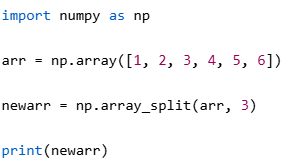 import numpy as np
arr = np.array([1, 2, 3, 4, 5, 6])
newarr = np.array_split(arr, 3)
print(newarr)